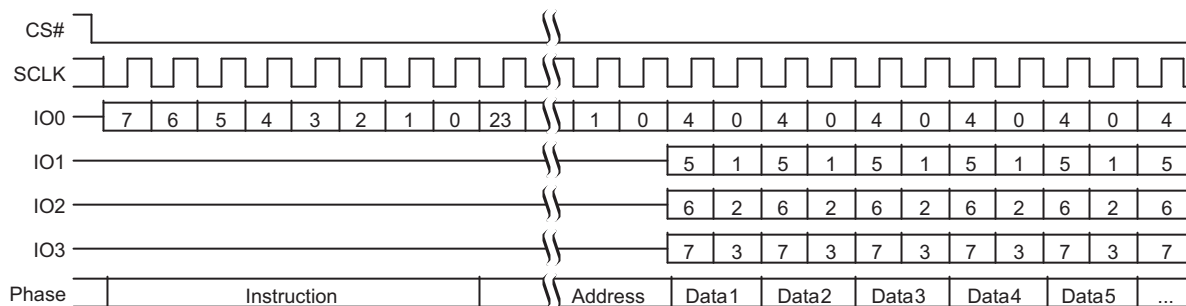 CS#
SCLK
IO0 7 6 5 4 3 2 1 0 23 1 0 4 0 4 0 4 0 4 0 4 0 4
IO1 5 1 5 1 5 1 5 1 5 1 5
IO2 6 2 6 2 6 2 6 2 6 2 6
IO3 7 3 7 3 7 3 7 3 7 3 7
Phase Instruction Address Data1 Data2 Data3 Data4 Data5 ...